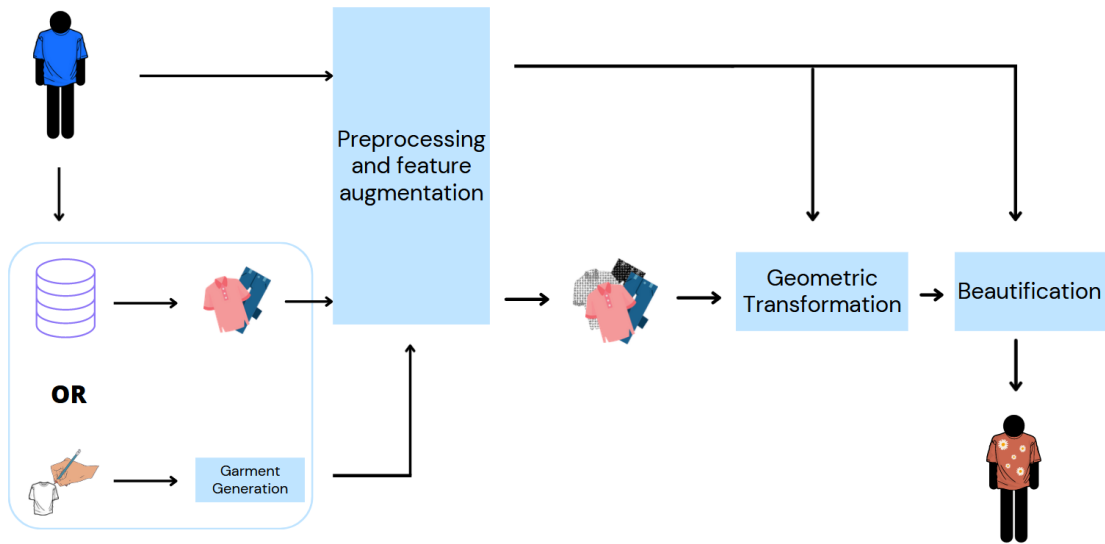 Preprocessing
and feature
augmentation
Geometric
Transformation
Beautification
OR
Garment
Generation